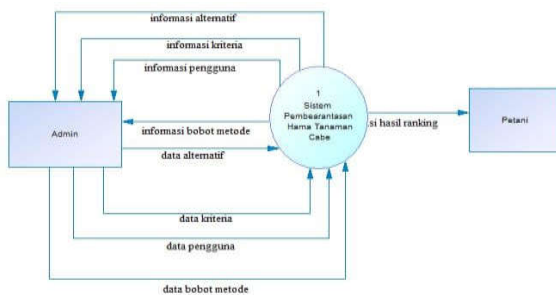 informasi alternatif
informasi kriteria
informasi pengguna
1
Sistem
Pembearantasan
Hama Tanaman
Cabe
Admin
informasi bobot metode
data alternatif
si hasil ranking
Petani
data kriteria
data pengguna
data bobot metode